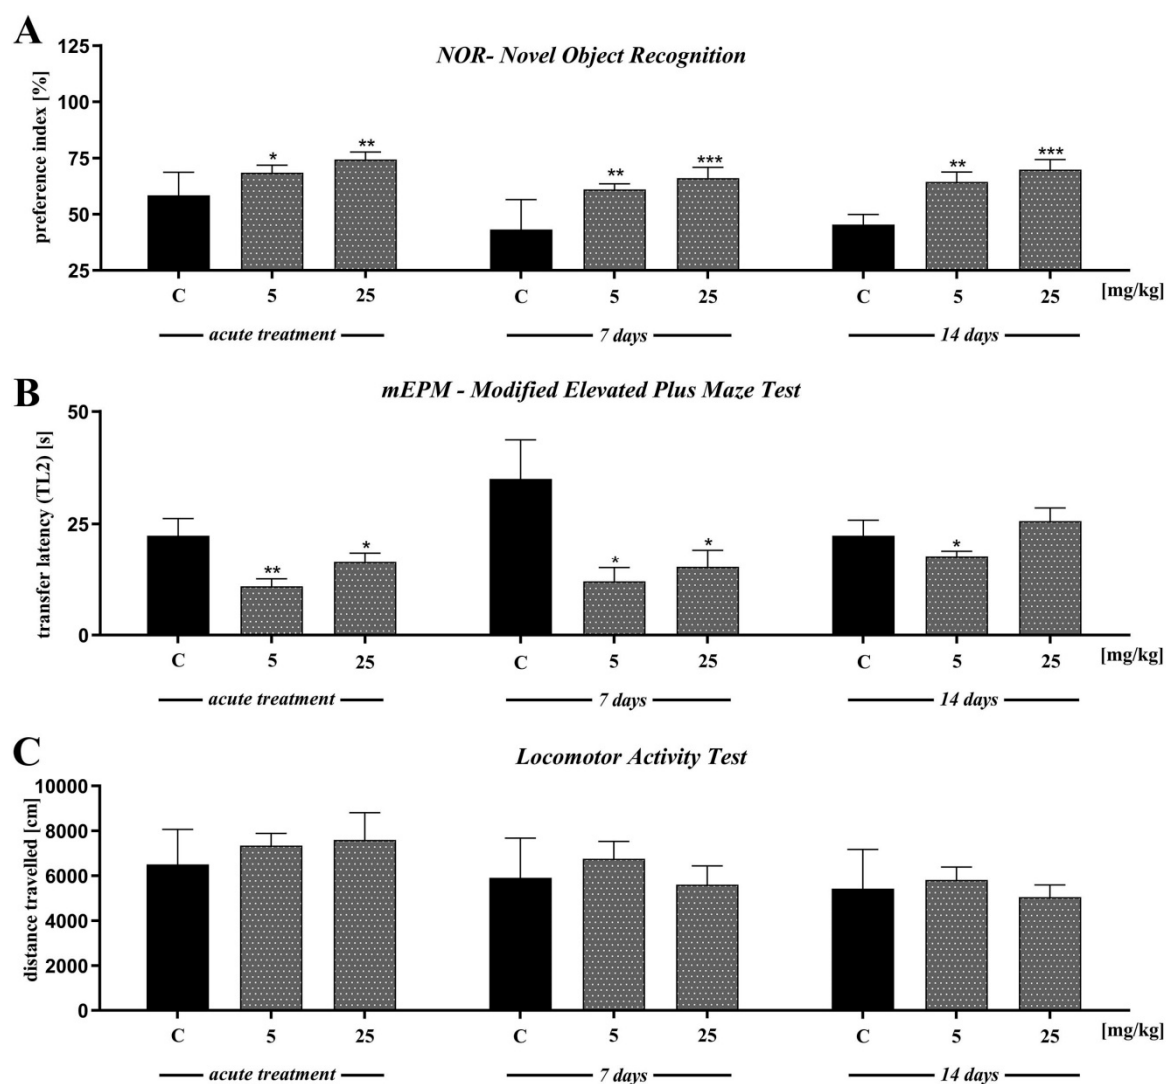 A
NOR- Novel Object Recognition
preference index [%]
125
100
75
50
25
* ** ** *** ** ***
C 5 25 C 5 25 C 5 25 [mg/kg]
acute treatment 7 days 14 days
B
mEPM - Modified Elevated Plus Maze Test
transfer latency (TL2) [s]
50
25
0
** * * * *
C 5 25 C 5 25 C 5 25 [mg/kg]
acute treatment 7 days 14 days
C
Locomotor Activity Test
distance travelled [cm]
10000
8000
6000
4000
2000
0
C 5 25 C 5 25 C 5 25 [mg/kg]
acute treatment 7 days 14 days